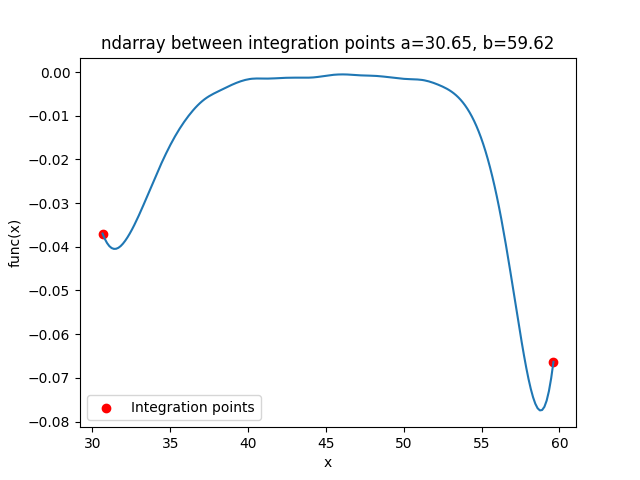 ndarray between integration points a=30.65, b=59.62
0.00
−0.01
−0.02
−0.03
−0.04
−0.05
−0.06
−0.07
−0.08
func(x)
Integration points
30 35 40 45 50 55 60
x